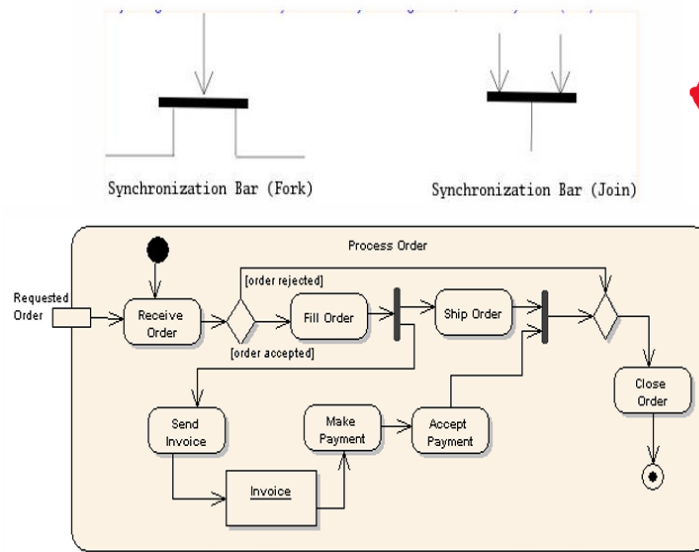 Synchronization Bar (Fork)
Synchronization Bar (Join)
Process Order
Requested
Order
[order rejected]
Receive
Order
Fill Order
Ship Order
[order accepted]
Close
Order
Send
Invoice
Make
Payment
Accept
Payment
Invoice